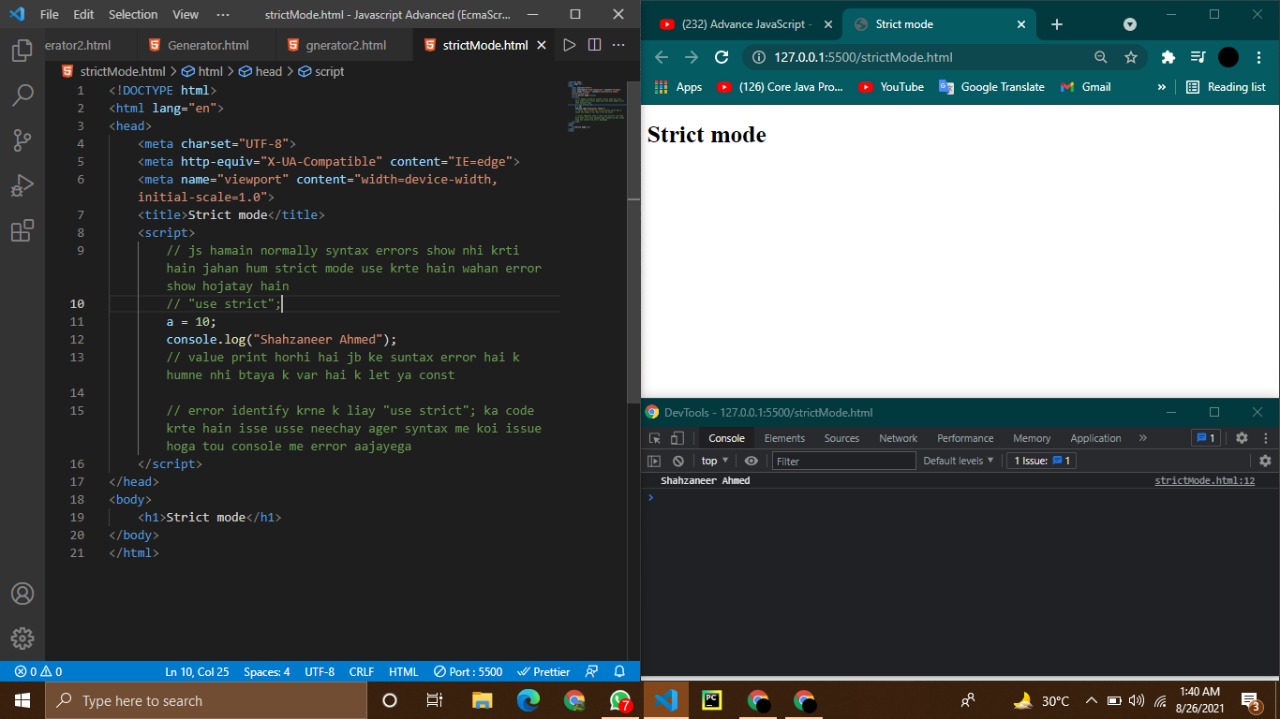 File Edit Selection View ··· strictMode.html - Javascript Advanced (EcmaScr...
erator2.html Generator.html gnerator2.html strictMode.html
strictMode.html > html > head > script
1 <!DOCTYPE html>
2 <html lang="en">
3 <head>
4 <meta charset="UTF-8">
5 <meta http-equiv="X-UA-Compatible" content="IE=edge">
6 <meta name="viewport" content="width=device-width,
initial-scale=1.0">
7 <title>Strict mode</title>
8 <script>
9 // js hamain normally syntax errors show nhi krti
hain jahan hum strict mode use krte hain wahan error
show hojatay hain
10 // "use strict";
11 a = 10;
12 console.log("Shahzaneer Ahmed");
13 // value print horhi hai jb ke suntax error hai k
humne nhi btaya k var hai k let ya const
14
15 // error identify krne k liay "use strict"; ka code
krte hain isse usse neechay ager syntax me koi issue
hoga tou console me error aajayega
16 </script>
17 </head>
18 <body>
19 <h1>Strict mode</h1>
20 </body>
21 </html>
0 0 Ln 10, Col 25 Spaces: 4 UTF-8 CRLF HTML Port : 5500 Prettier
(232) Advance JavaScript - Strict mode
127.0.0.1:5500/strictMode.html
Apps (126) Core Java Pro... YouTube Google Translate Gmail » Reading list
Strict mode
DevTools - 127.0.0.1:5500/strictMode.html
Console Elements Sources Network Performance Memory Application » 1
top Filter Default levels 1 Issue: 1
Shahzaneer Ahmed strictMode.html:12
>
Type here to search 7 PC 30°C 1:40 AM
8/26/2021 3